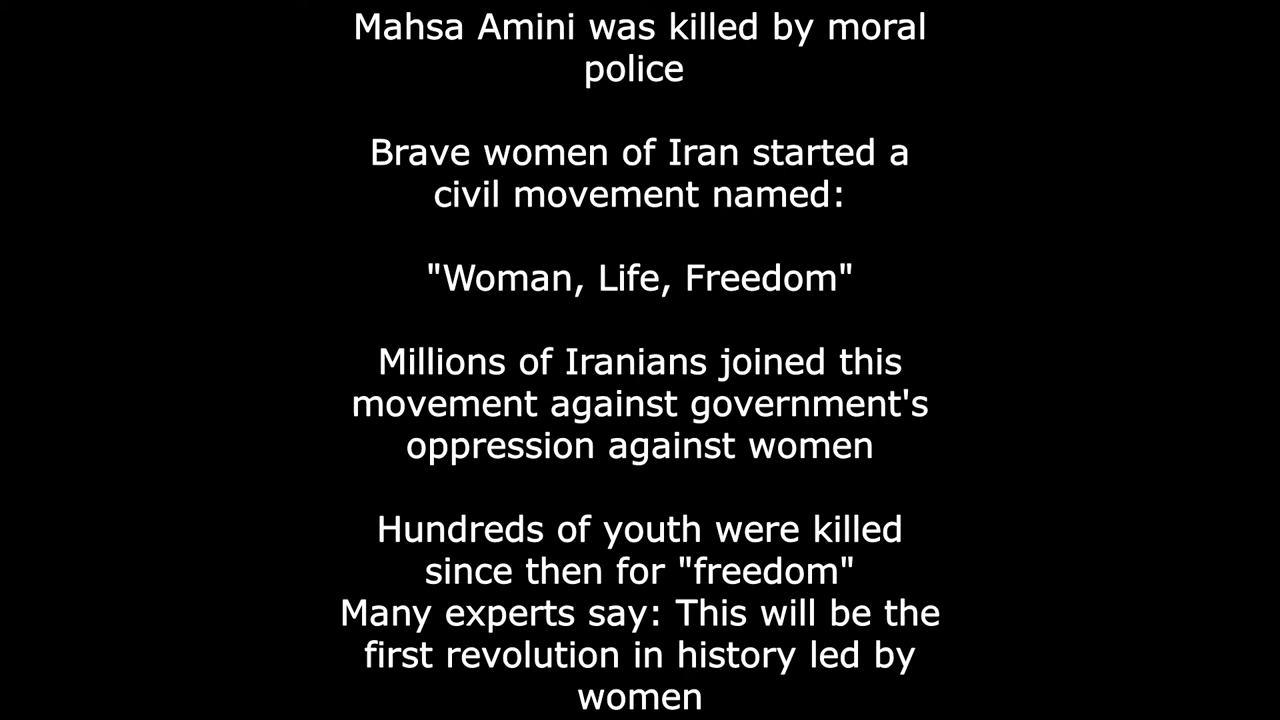 Mahsa Amini was killed by moral
police
Brave women of Iran started a
civil movement named:
"Woman, Life, Freedom"
Millions of Iranians joined this
movement against government's
oppression against women
Hundreds of youth were killed
since then for "freedom"
Many experts say: This will be the
first revolution in history led by
women